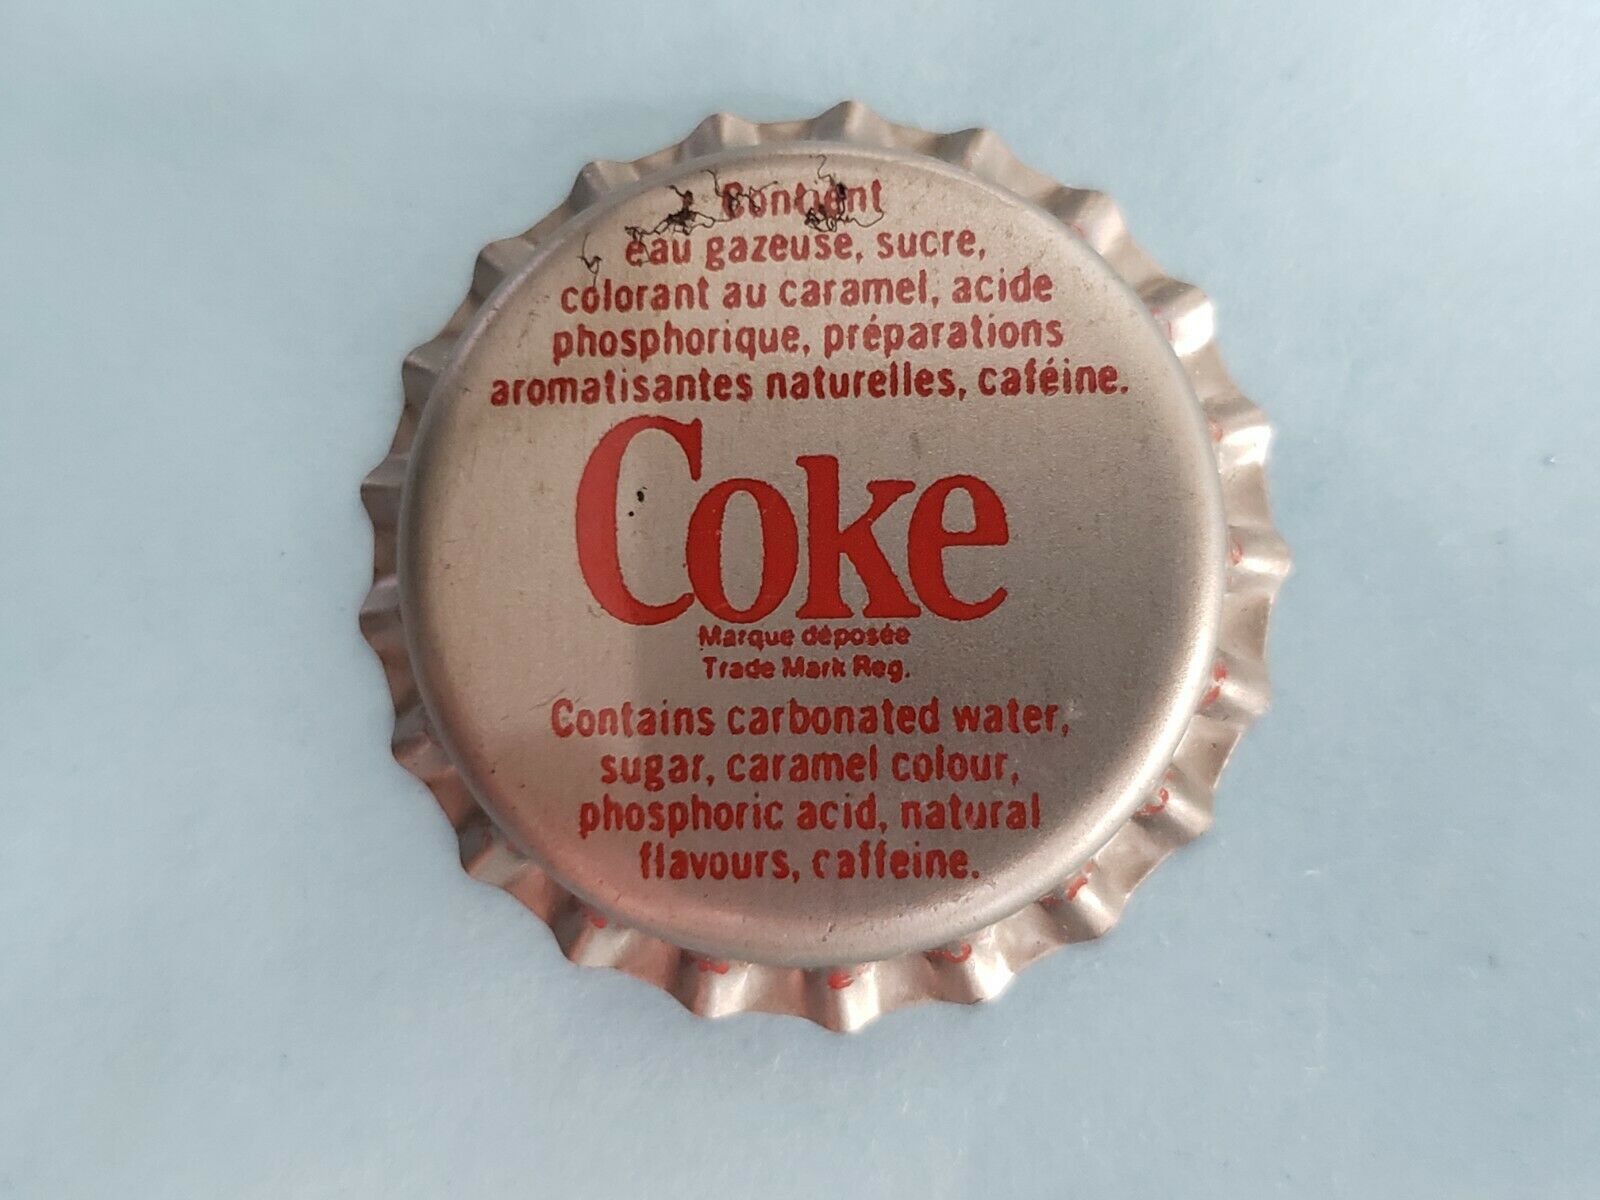 Contient
eau gazeuse, sucre,
colorant au caramel, acide
phosphorique, préparations
aromatisantes naturelles, caféine.
Coke
Marque déposée
Trade Mark Reg.
Contains carbonated water,
sugar, caramel colour,
phosphoric acid, natural
flavours, caffeine.